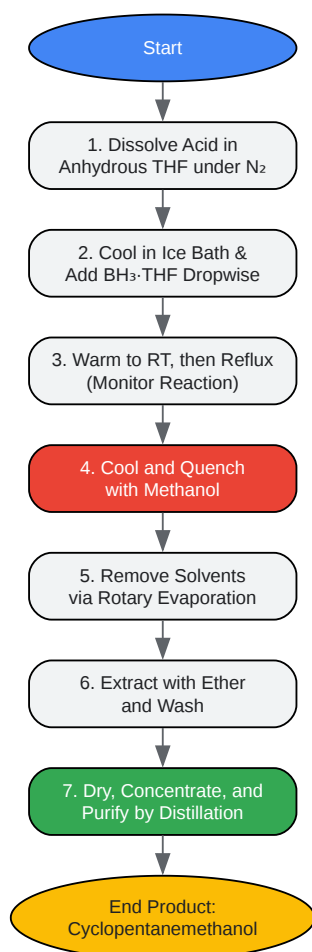 Start
1. Dissolve Acid in
Anhydrous THF under N₂
2. Cool in Ice Bath &
Add BH₃·THF Dropwise
3. Warm to RT, then Reflux
(Monitor Reaction)
4. Cool and Quench
with Methanol
5. Remove Solvents
via Rotary Evaporation
6. Extract with Ether
and Wash
7. Dry, Concentrate, and
Purify by Distillation
End Product:
Cyclopentanemethanol